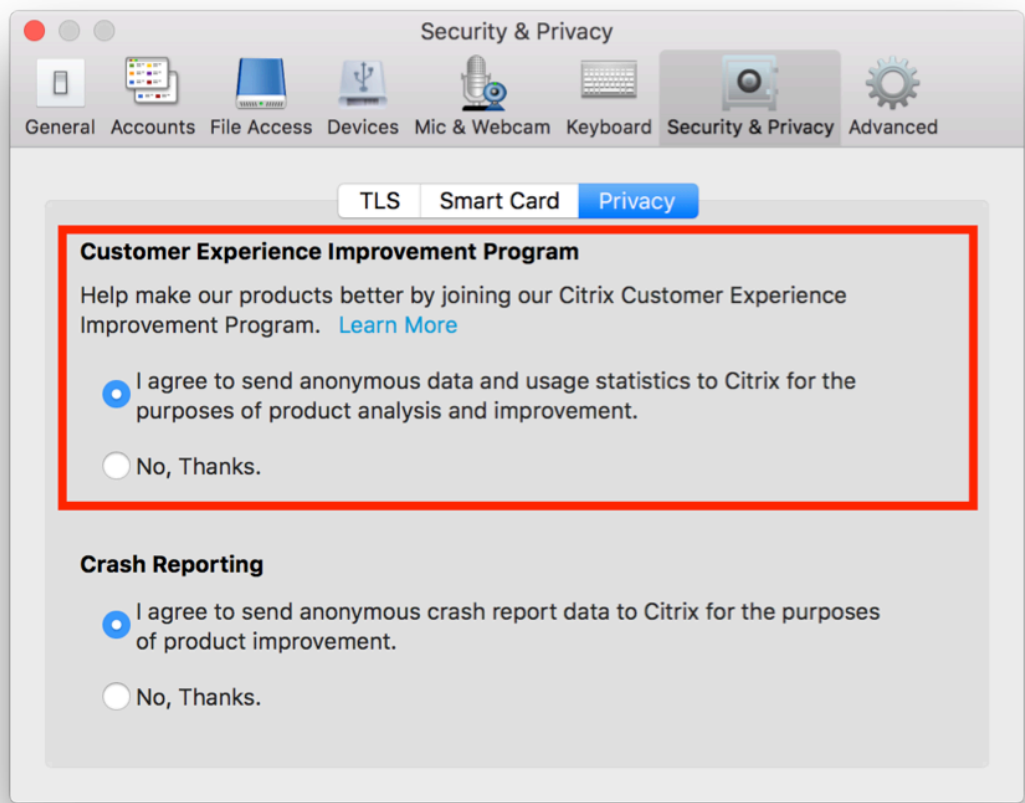 Security & Privacy
General Accounts File Access Devices Mic & Webcam Keyboard Security & Privacy Advanced
TLS Smart Card Privacy
Customer Experience Improvement Program
Help make our products better by joining our Citrix Customer Experience
Improvement Program. Learn More
I agree to send anonymous data and usage statistics to Citrix for the
purposes of product analysis and improvement.
No, Thanks.
Crash Reporting
I agree to send anonymous crash report data to Citrix for the purposes
of product improvement.
No, Thanks.